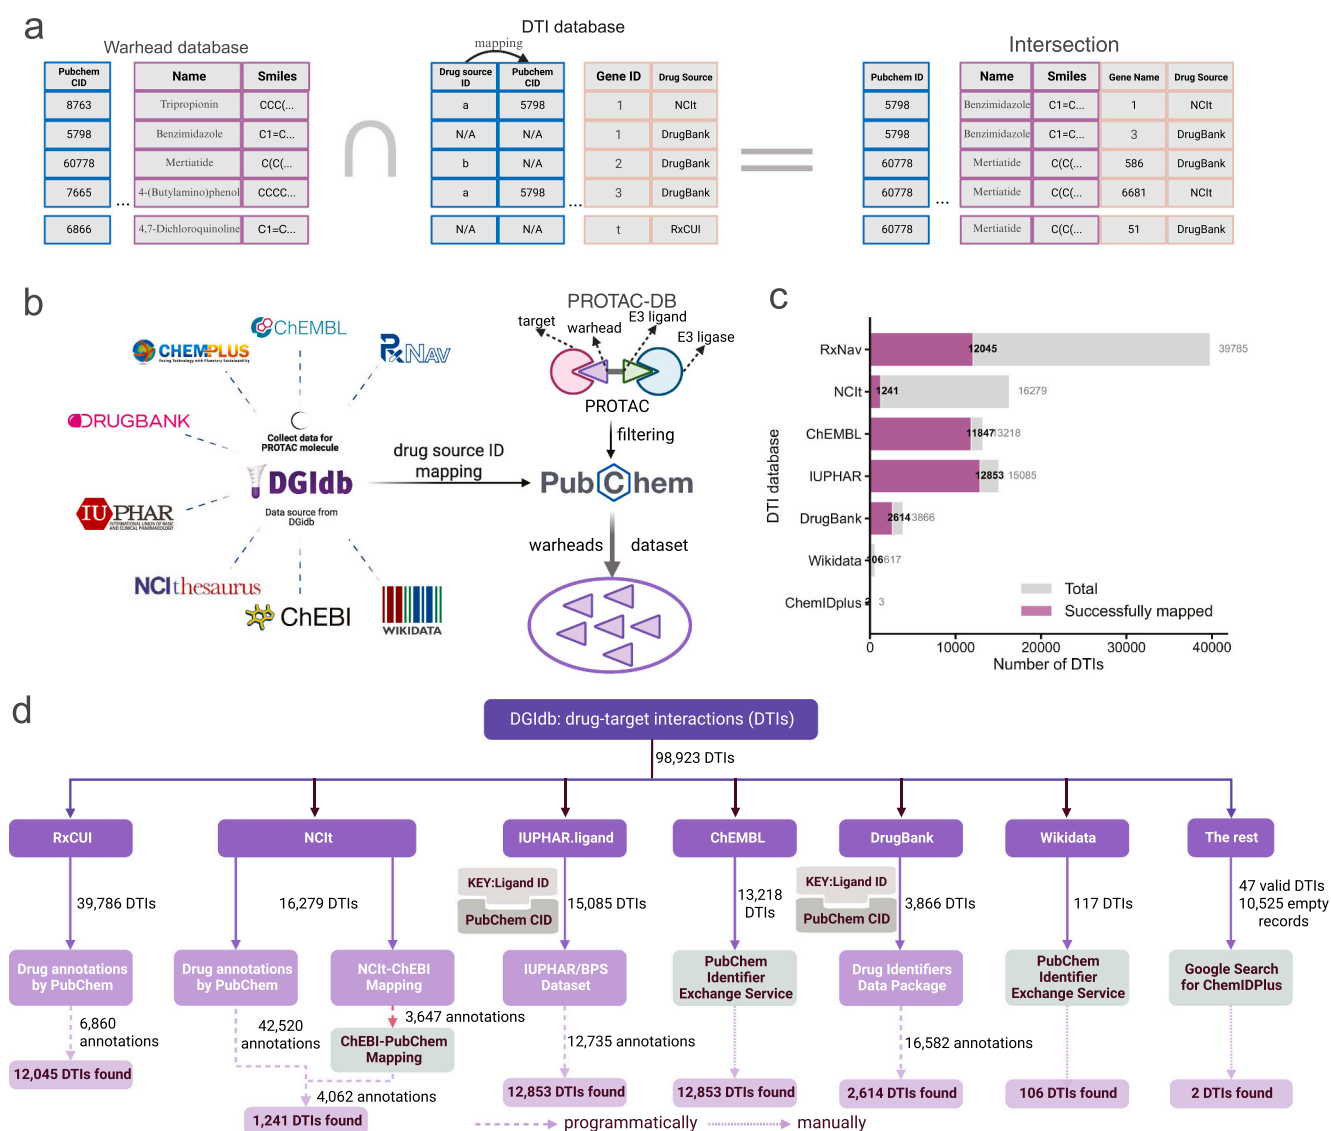 a
Warhead database
Pubchem CID
Name
Smiles
8763
Tripropionin
CCC(...
5798
Benzimidazole
C1=C...
60778
Mertiatide
C(C(...
7665
4-(Butylamino)phenol
CCCC...
...
6866
4,7-Dichloroquinoline
C1=C...
DTI database
mapping
Drug source ID
Pubchem CID
Gene ID
Drug Source
a
5798
1
NCIt
N/A
N/A
1
DrugBank
b
N/A
2
DrugBank
a
5798
3
DrugBank
...
N/A
N/A
t
RxCUI
Intersection
Pubchem ID
Name
Smiles
Gene Name
Drug Source
5798
Benzimidazole
C1=C...
1
NCIt
5798
Benzimidazole
C1=C...
3
DrugBank
60778
Mertiatide
C(C(...
586
DrugBank
60778
Mertiatide
C(C(...
6681
NCIt
...
60778
Mertiatide
C(C(...
51
DrugBank
b
ChEMBL
CHEMPLUS
Facing Technology with Planetary Sustainability
RxNav
DRUGBANK
Collect data for
PROTAC molecule
DGIdb
Data source from
DGidb
IUPHAR
INTERNATIONAL UNION OF BASIC
AND CLINICAL PHARMACOLOGY
NCIthesaurus
ChEBI
WIKIDATA
drug source ID
mapping
PROTAC-DB
target
warhead
E3 ligand
E3 ligase
PROTAC
filtering
PubChem
warheads dataset
c
DTI database
RxNav
12045
39785
NCIt
1241
16279
ChEMBL
11847
13218
IUPHAR
12853
15085
DrugBank
2614
3866
Wikidata
106
617
ChemIDplus
2
3
Total
Successfully mapped
0
10000
20000
30000
40000
Number of DTIs
d
DGIdb: drug-target interactions (DTIs)
98,923 DTIs
RxCUI
NCIt
IUPHAR.ligand
ChEMBL
DrugBank
Wikidata
The rest
39,786 DTIs
16,279 DTIs
KEY:Ligand ID
PubChem CID
15,085 DTIs
13,218
DTIs
KEY:Ligand ID
PubChem CID
3,866 DTIs
117 DTIs
47 valid DTIs
10,525 empty
records
Drug annotations
by PubChem
Drug annotations
by PubChem
NCIt-ChEBI
Mapping
IUPHAR/BPS
Dataset
PubChem
Identifier
Exchange Service
Drug Identifiers
Data Package
PubChem
Identifier
Exchange Service
Google Search
for ChemIDPlus
6,860
annotations
42,520
annotations
3,647 annotations
ChEBI-PubChem
Mapping
12,735 annotations
16,582 annotations
4,062 annotations
12,045 DTIs found
1,241 DTIs found
12,853 DTIs found
12,853 DTIs found
2,614 DTIs found
106 DTIs found
2 DTIs found
programmatically
manually